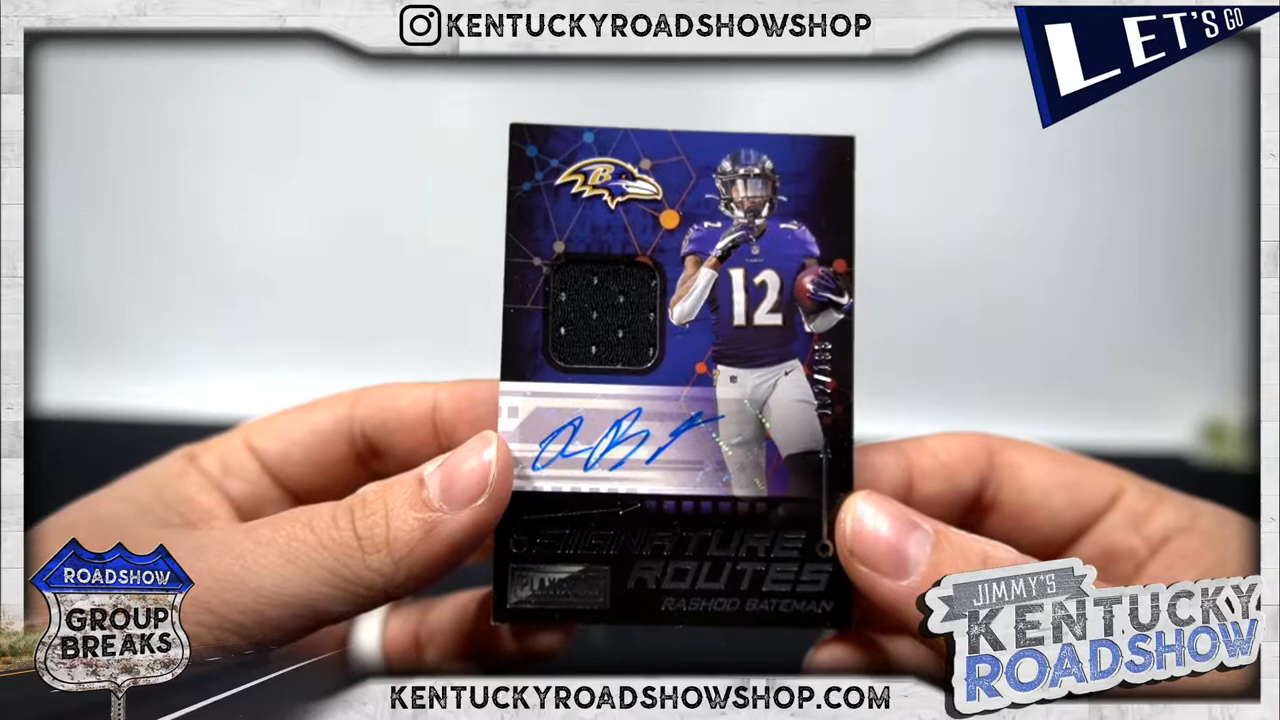 KENTUCKYROADSHOWSHOP
LET'S GO
12
SIGNATURE
ROUTES
RASHOD BATEMAN
ROADSHOW
GROUP
BREAKS
JIMMY'S
KENTUCKY
ROADSHOW
KENTUCKYROADSHOWSHOP.COM